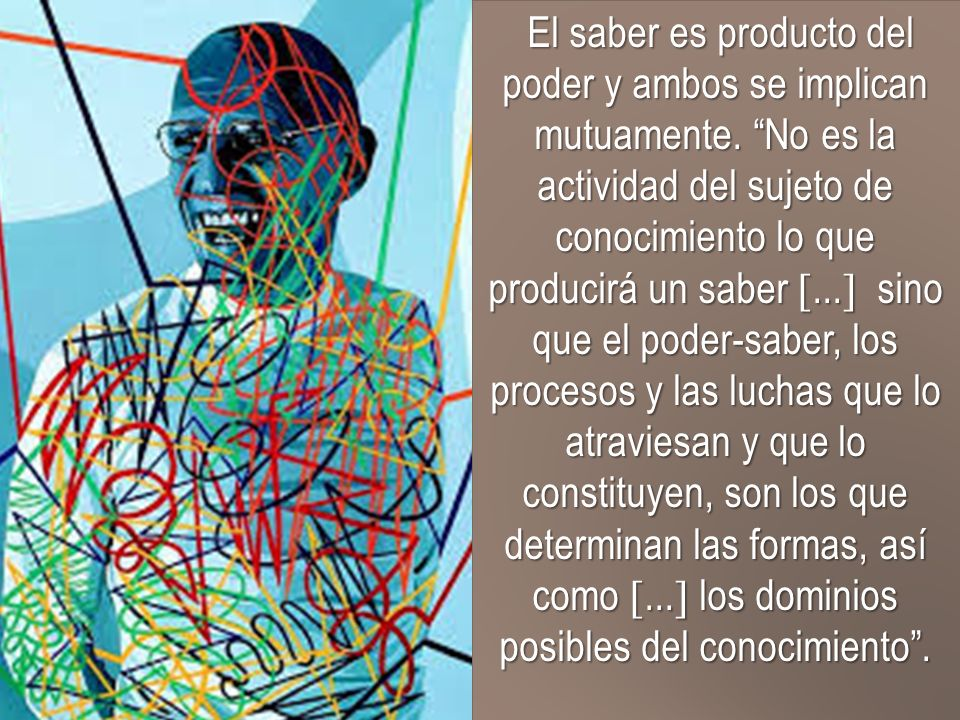 El saber es producto del
poder y ambos se implican
mutuamente. “No es la
actividad del sujeto de
conocimiento lo que
producirá un saber [...] sino
que el poder-saber, los
procesos y las luchas que lo
atraviesan y que lo
constituyen, son los que
determinan las formas, así
como [...] los dominios
posibles del conocimiento”.